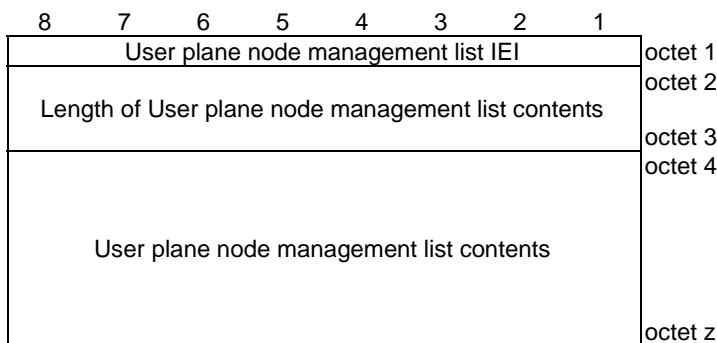 8 7 6 5 4 3 2 1
User plane node management list IEI octet 1
octet 2
Length of User plane node management list contents
octet 3
octet 4
User plane node management list contents
octet z